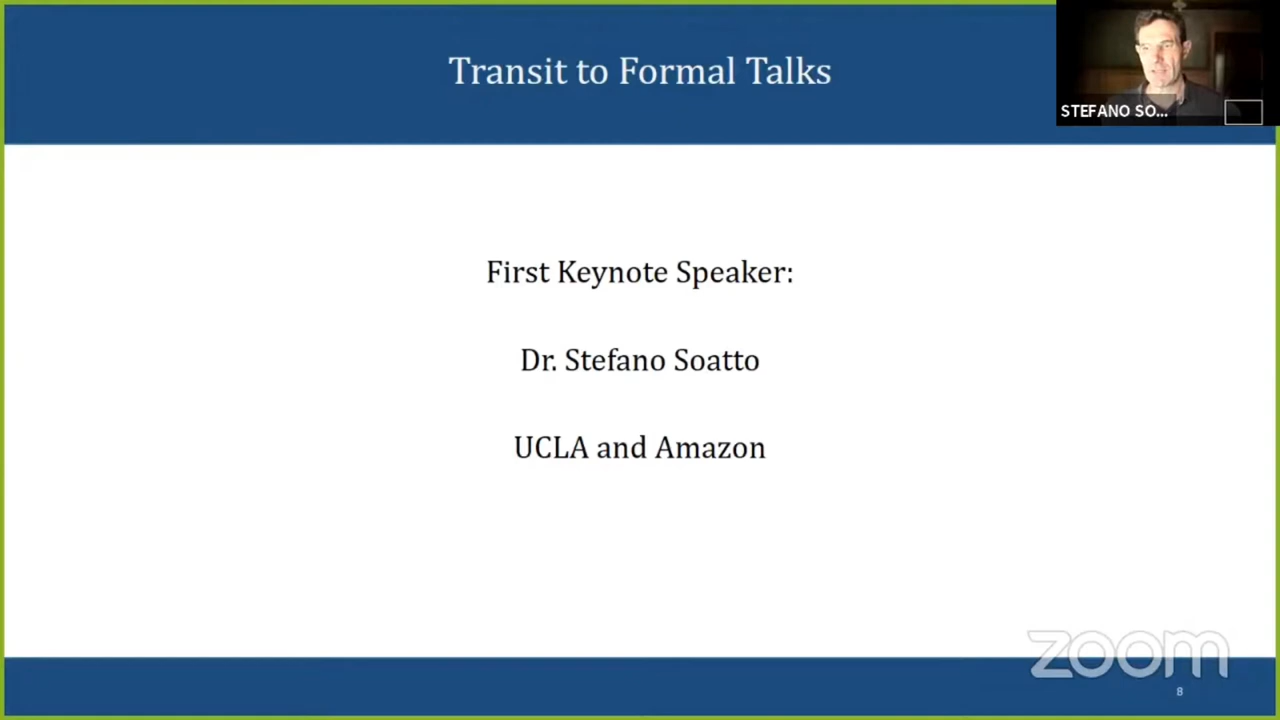 Transit to Formal Talks
STEFANO SO...
First Keynote Speaker:
Dr. Stefano Soatto
UCLA and Amazon
zoom
8